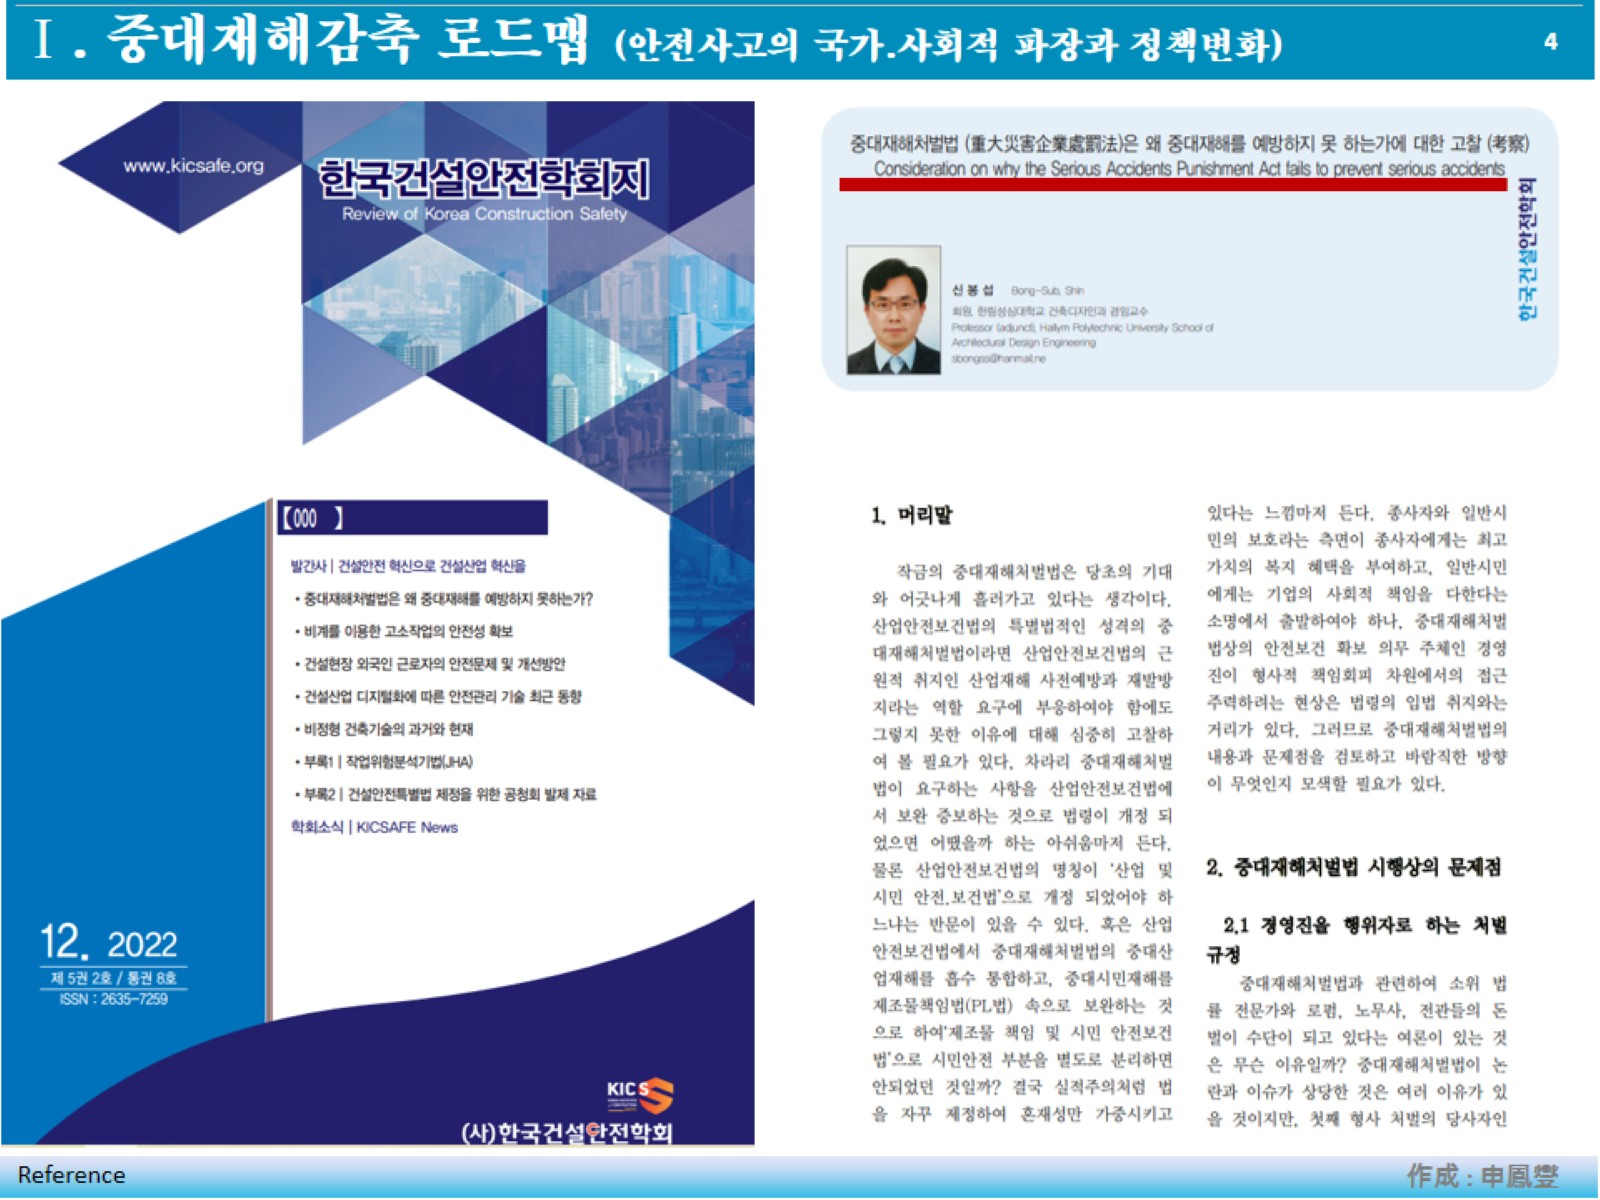 Ⅰ. 중대재해감축 로드맵 (안전사고의 국가.사회적 파장과 정책변화)
4
www.kicsafe.org
한국건설안전학회지
Review of Korea Construction Safety
【000 】
발간사 | 건설안전 혁신으로 건설산업 혁신을
• 중대재해처벌법은 왜 중대재해를 예방하지 못하는가?
• 비계를 이용한 고소작업의 안전성 확보
• 건설현장 외국인 근로자의 안전문제 및 개선방안
• 건설산업 디지털화에 따른 안전관리 기술 최근 동향
• 비정형 건축기술의 과거와 현재
• 부록1 | 작업위험분석기법(JHA)
• 부록2 | 건설안전특별법 제정을 위한 공청회 발제 자료
학회소식 | KICSAFE News
12. 2022
제 5권 2호 / 통권 8호
ISSN : 2635-7259
KICS
(사)한국건설안전학회
중대재해처벌법 (重大災害企業處罰法)은 왜 중대재해를 예방하지 못 하는가에 대한 고찰 (考察)
Consideration on why the Serious Accidents Punishment Act fails to prevent serious accidents
한국건설안전학회
신 봉 섭 Bong-Sub, Shin
회원, 한림성심대학교 건축디자인과 겸임교수
Professor (adjunct), Hallym Polytechnic University School of
Architectural Design Engineering
sbongss@hanmail.ne
1. 머리말
작금의 중대재해처벌법은 당초의 기대
와 어긋나게 흘러가고 있다는 생각이다.
산업안전보건법의 특별법적인 성격의 중
대재해처벌법이라면 산업안전보건법의 근
원적 취지인 산업재해 사전예방과 재발방
지라는 역할 요구에 부응하여야 함에도
그렇지 못한 이유에 대해 심중히 고찰하
여 볼 필요가 있다. 차라리 중대재해처벌
법이 요구하는 사항을 산업안전보건법에
서 보완 증보하는 것으로 법령이 개정 되
었으면 어땠을까 하는 아쉬움마저 든다.
물론 산업안전보건법의 명칭이 '산업 및
시민 안전.보건법'으로 개정 되었어야 하
느냐는 반문이 있을 수 있다. 혹은 산업
안전보건법에서 중대재해처벌법의 중대산
업재해를 흡수 통합하고, 중대시민재해를
제조물책임법(PL법) 속으로 보완하는 것
으로 하여'제조물 책임 및 시민 안전보건
법'으로 시민안전 부분을 별도로 분리하면
안되었던 것일까? 결국 실적주의처럼 법
을 자꾸 제정하여 혼재성만 가중시키고
있다는 느낌마저 든다. 종사자와 일반시
민의 보호라는 측면이 종사자에게는 최고
가치의 복지 혜택을 부여하고, 일반시민
에게는 기업의 사회적 책임을 다한다는
소명에서 출발하여야 하나, 중대재해처벌
법상의 안전보건 확보 의무 주체인 경영
진이 형사적 책임회피 차원에서의 접근
주력하려는 현상은 법령의 입법 취지와는
거리가 있다. 그러므로 중대재해처벌법의
내용과 문제점을 검토하고 바람직한 방향
이 무엇인지 모색할 필요가 있다.
2. 중대재해처벌법 시행상의 문제점
2.1 경영진을 행위자로 하는 처벌
규정
중대재해처벌법과 관련하여 소위 법
률 전문가와 로펌, 노무사, 전관들의 돈
벌이 수단이 되고 있다는 여론이 있는 것
은 무슨 이유일까? 중대재해처벌법이 논
란과 이슈가 상당한 것은 여러 이유가 있
을 것이지만, 첫째 형사 처벌의 당사자인
Reference
作成 : 申鳳燮